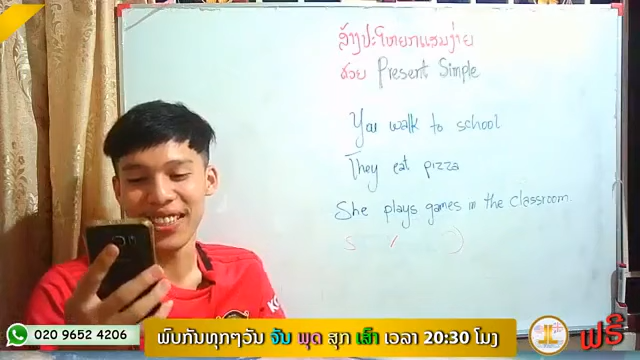 ສ້າງປະໂຫຍກແສນງ່າຍ
ດ້ວຍ Present Simple
You walk to school
They eat pizza
She plays games in the classroom.
S
020 9652 4206
ພົບກັນທຸກໆວັນ ຈັນ ພຸດ ສຸກ ເສົາ ເວລາ 20:30 ໂມງ
ຟຣີ